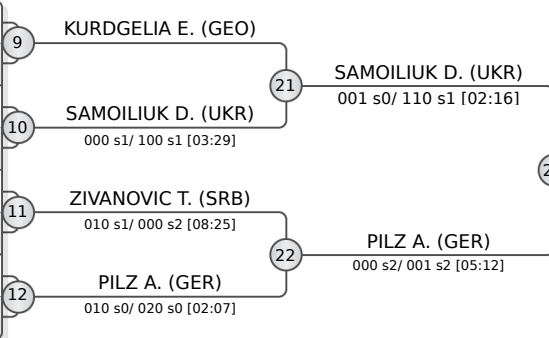 KURDGELIA E. (GEO)
9
21
SAMOILIUK D. (UKR)
001 s0/ 110 s1 [02:16]
SAMOILIUK D. (UKR)
10
000 s1/ 100 s1 [03:29]
ZIVANOVIC T. (SRB)
11
010 s1/ 000 s2 [08:25]
22
PILZ A. (GER)
000 s2/ 001 s2 [05:12]
PILZ A. (GER)
12
010 s0/ 020 s0 [02:07]